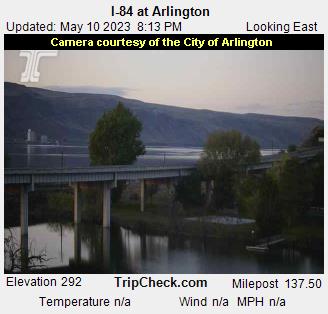 I-84 at Arlington
Updated: May 10 2023 8:13 PM Looking East
Camera courtesy of the City of Arlington
Elevation 292 TripCheck.com Milepost 137.50
Temperature n/a Wind n/a MPH n/a